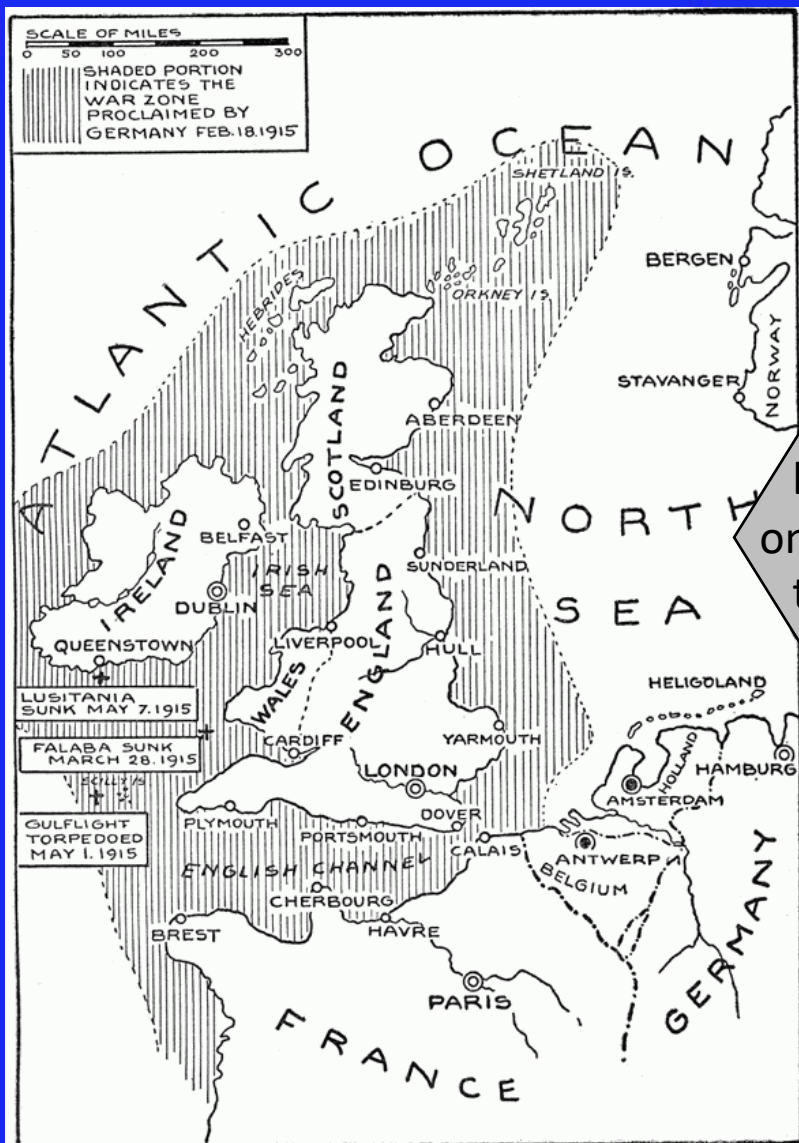 SCALE OF MILES
0 50 100 200 300
SHADED PORTION
INDICATES THE
WAR ZONE
PROCLAIMED BY
GERMANY FEB. 18. 1915
ATLANTIC OCEAN
SHETLAND IS.
BERGEN
HEBRIDES
ORKNEY IS
NORWAY
STAVANGER
SCOTLAND
ABERDEEN
EDINBURG
NORTH
SEA
BELFAST
IRISH
SEA
SUNDERLAND
IRELAND
DUBLIN
QUEENSTOWN
LIVERPOOL
HULL
ENGLAND
WALES
HELIGOLAND
LUSITANIA
SUNK MAY 7. 1915
FALABA SUNK
MARCH 28. 1915
CARDIFF
YARMOUTH
HOLLAND
HAMBURG
LONDON
AMSTERDAM
SCILLY IS
GULFLIGHT
TORPEDOED
MAY 1. 1915
PLYMOUTH
PORTSMOUTH
DOVER
CALAIS
ANTWERP
BELGIUM
ENGLISH CHANNEL
CHERBOURG
HAVRE
BREST
PARIS
GERMANY
FRANCE